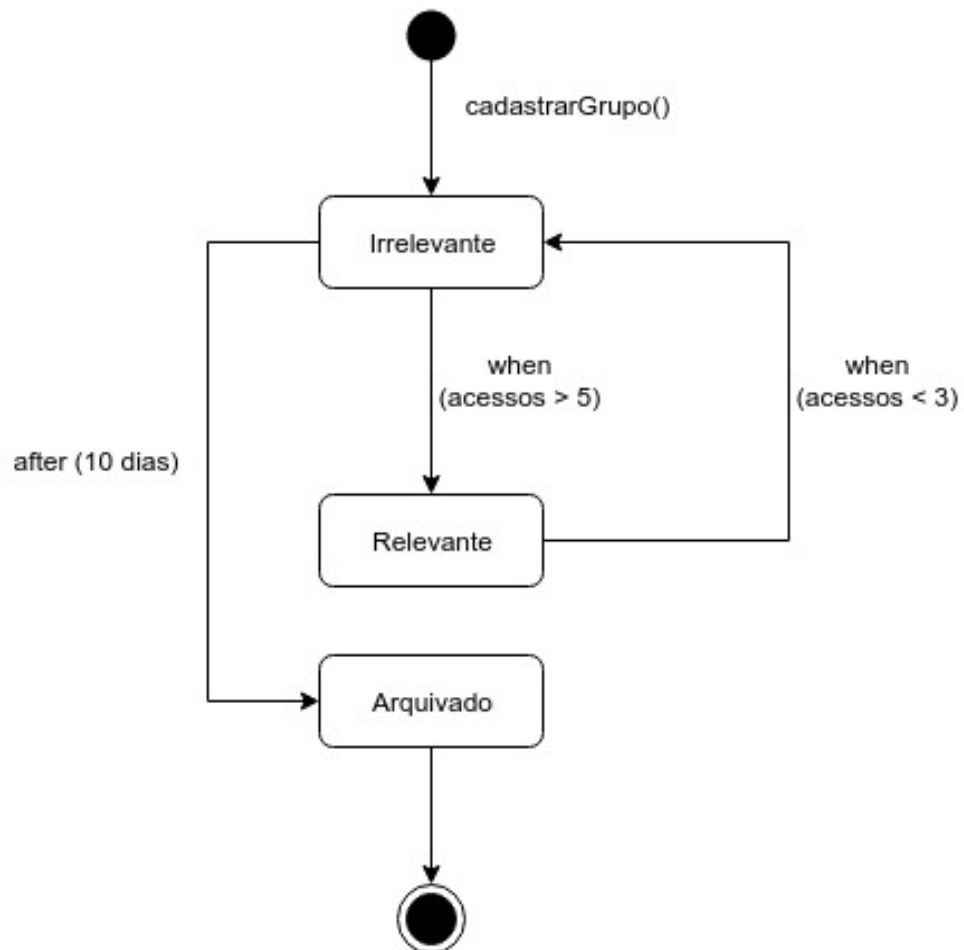 cadastrarGrupo()
Irrelevante
when
(acessos > 5)
when
(acessos < 3)
after (10 dias)
Relevante
Arquivado